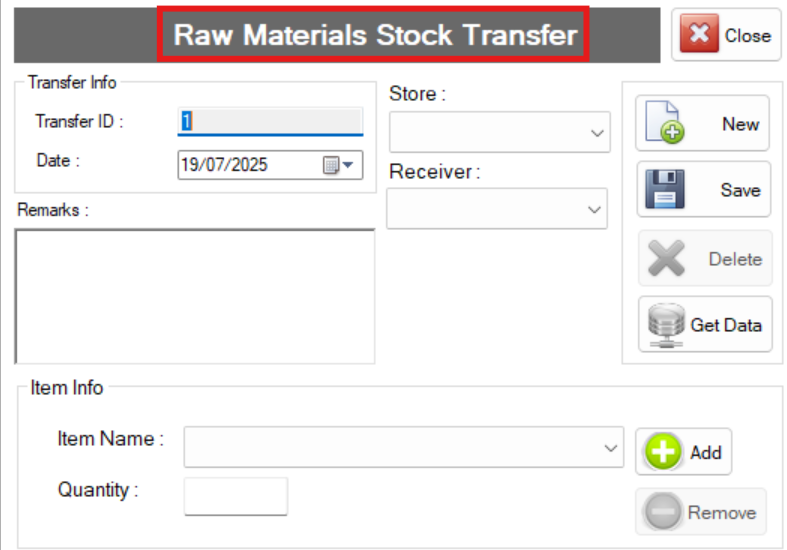 Raw Materials Stock Transfer
Close
Transfer Info
Transfer ID :
1
Date :
19/07/2025
Store :
Receiver :
New
Save
Delete
Get Data
Remarks :
Item Info
Item Name :
Add
Quantity :
Remove